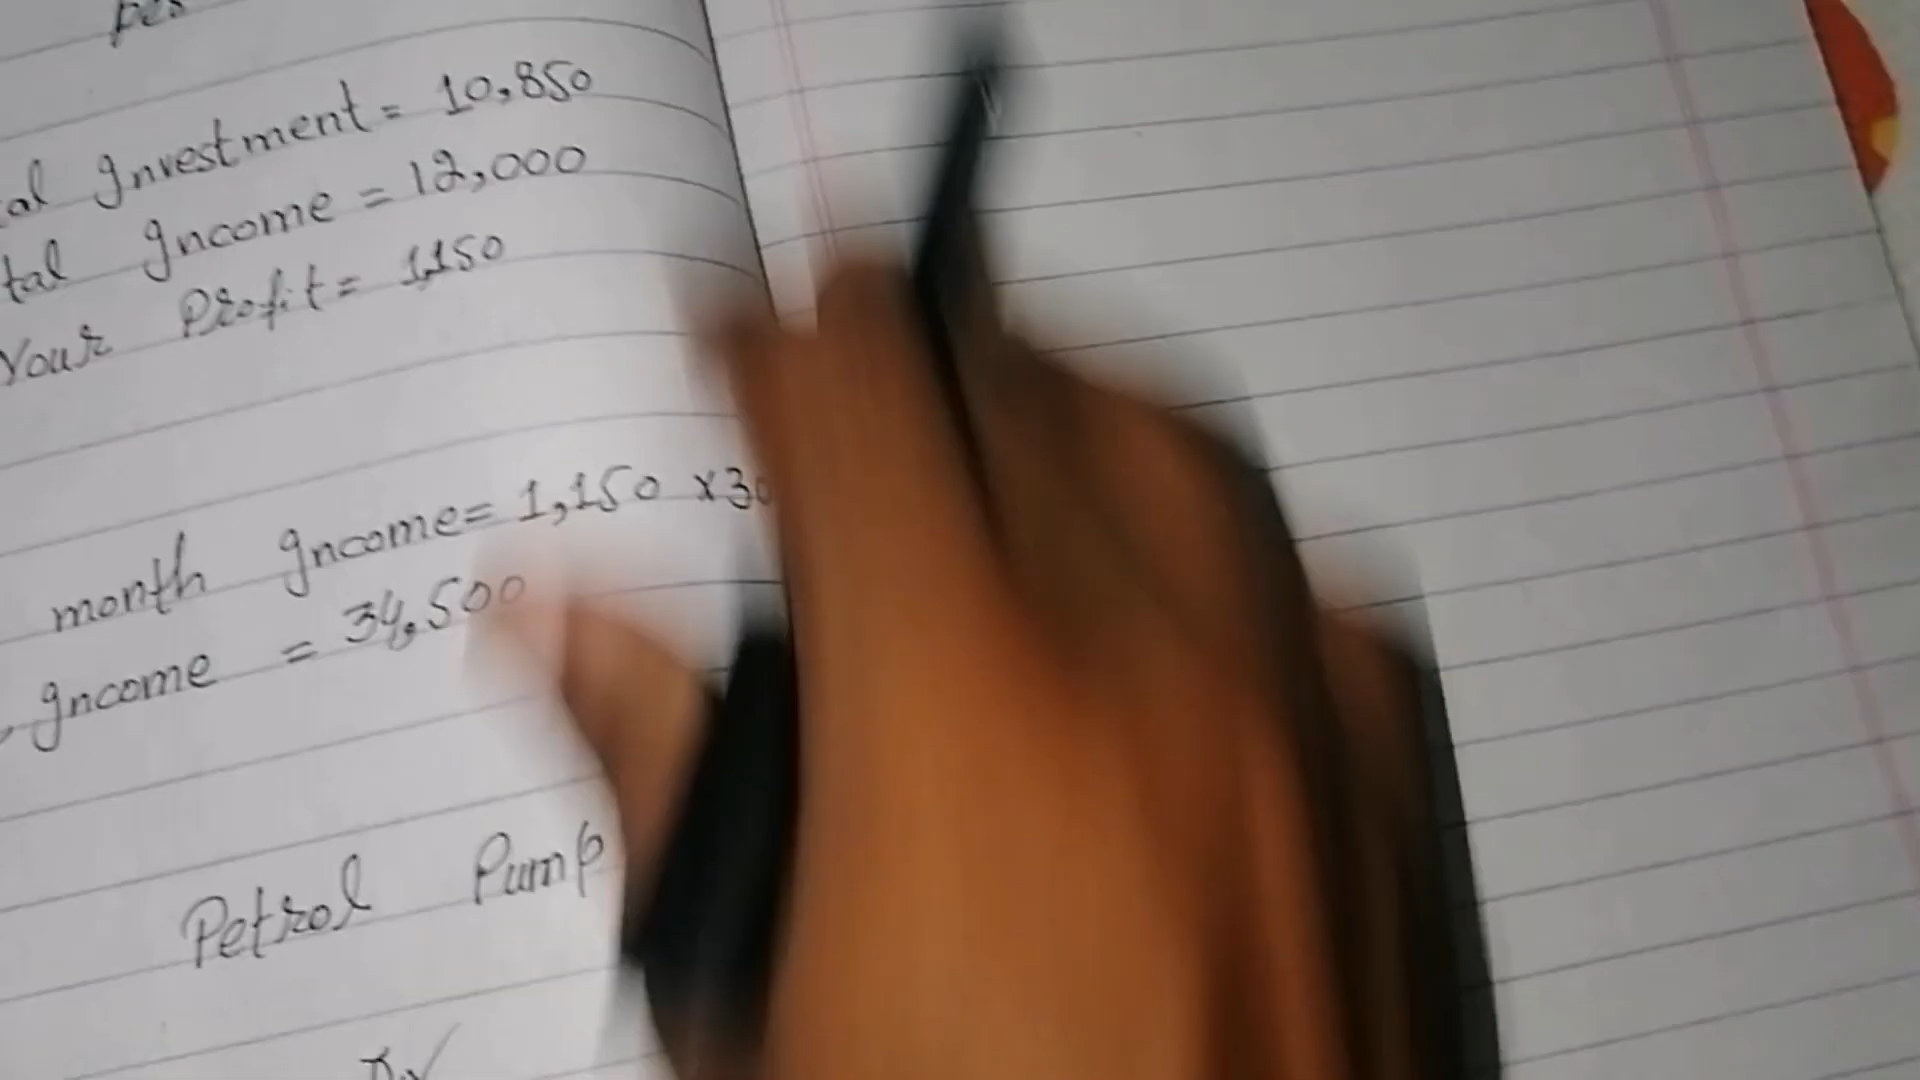 al Investment = 10,850
tal Income = 12,000
Your Profit = 1,150
month Income = 1,150 x 30
Income = 34,500
Petrol Pump